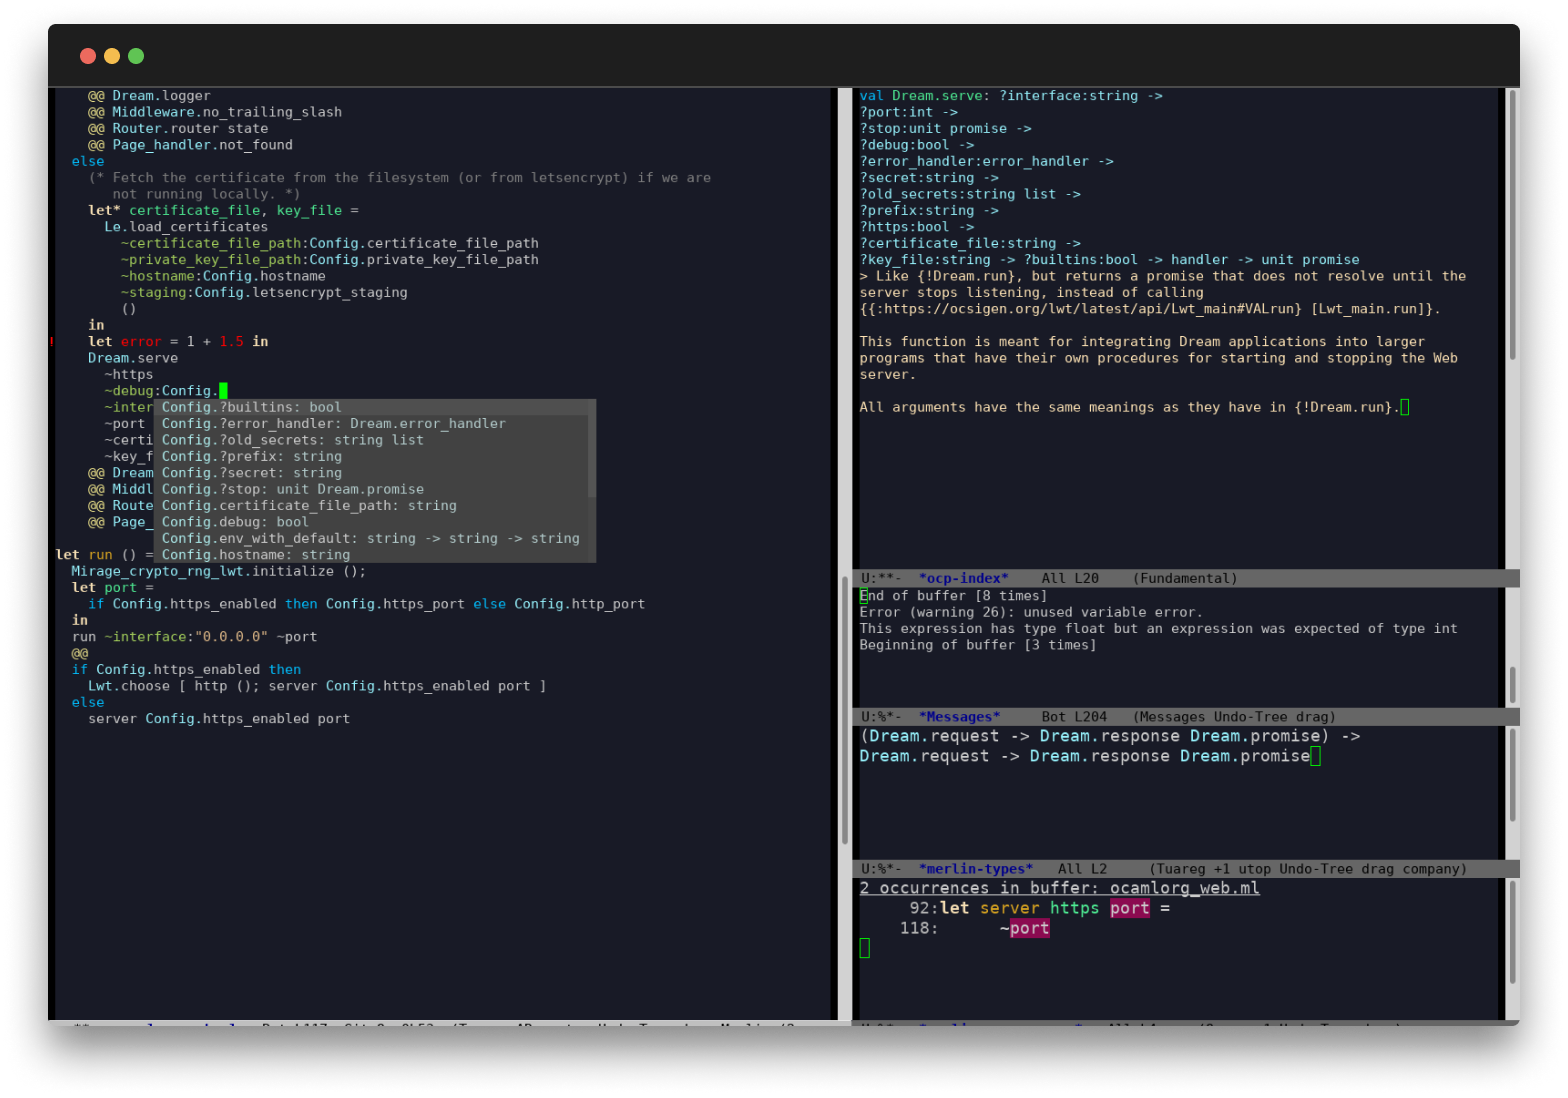 @@ Dream.logger
@@ Middleware.no_trailing_slash
@@ Router.router state
@@ Page_handler.not_found
else
(* Fetch the certificate from the filesystem (or from letsencrypt) if we are
not running locally. *)
let* certificate_file, key_file =
Le.load_certificates
~certificate_file_path:Config.certificate_file_path
~private_key_file_path:Config.private_key_file_path
~hostname:Config.hostname
~staging:Config.letsencrypt_staging
()
in
! let error = 1 + 1.5 in
Dream.serve
~https
~debug:Config.
~inter
~port
~certi
~key_f
@@ Dream
@@ Middl
@@ Route
@@ Page_
Config.?builtins: bool
Config.?error_handler: Dream.error_handler
Config.?old_secrets: string list
Config.?prefix: string
Config.?secret: string
Config.?stop: unit Dream.promise
Config.certificate_file_path: string
Config.debug: bool
Config.env_with_default: string -> string -> string
Config.hostname: string
let run () =
Mirage_crypto_rng_lwt.initialize ();
let port =
if Config.https_enabled then Config.https_port else Config.http_port
in
run ~interface:"0.0.0.0" ~port
@@
if Config.https_enabled then
Lwt.choose [ http (); server Config.https_enabled port ]
else
server Config.https_enabled port
val Dream.serve: ?interface:string ->
?port:int ->
?stop:unit promise ->
?debug:bool ->
?error_handler:error_handler ->
?secret:string ->
?old_secrets:string list ->
?prefix:string ->
?https:bool ->
?certificate_file:string ->
?key_file:string -> ?builtins:bool -> handler -> unit promise
> Like {!Dream.run}, but returns a promise that does not resolve until the
server stops listening, instead of calling
{{:https://ocsigen.org/lwt/latest/api/Lwt_main#VALrun} [Lwt_main.run]}.
This function is meant for integrating Dream applications into larger
programs that have their own procedures for starting and stopping the Web
server.
All arguments have the same meanings as they have in {!Dream.run}.
U:**- *ocp-index* All L20 (Fundamental)
End of buffer [8 times]
Error (warning 26): unused variable error.
This expression has type float but an expression was expected of type int
Beginning of buffer [3 times]
U:%*- *Messages* Bot L204 (Messages Undo-Tree drag)
(Dream.request -> Dream.response Dream.promise) ->
Dream.request -> Dream.response Dream.promise
U:%*- *merlin-types* All L2 (Tuareg +1 utop Undo-Tree drag company)
2 occurrences in buffer: ocamlorg_web.ml
92:let server https port =
118: ~port